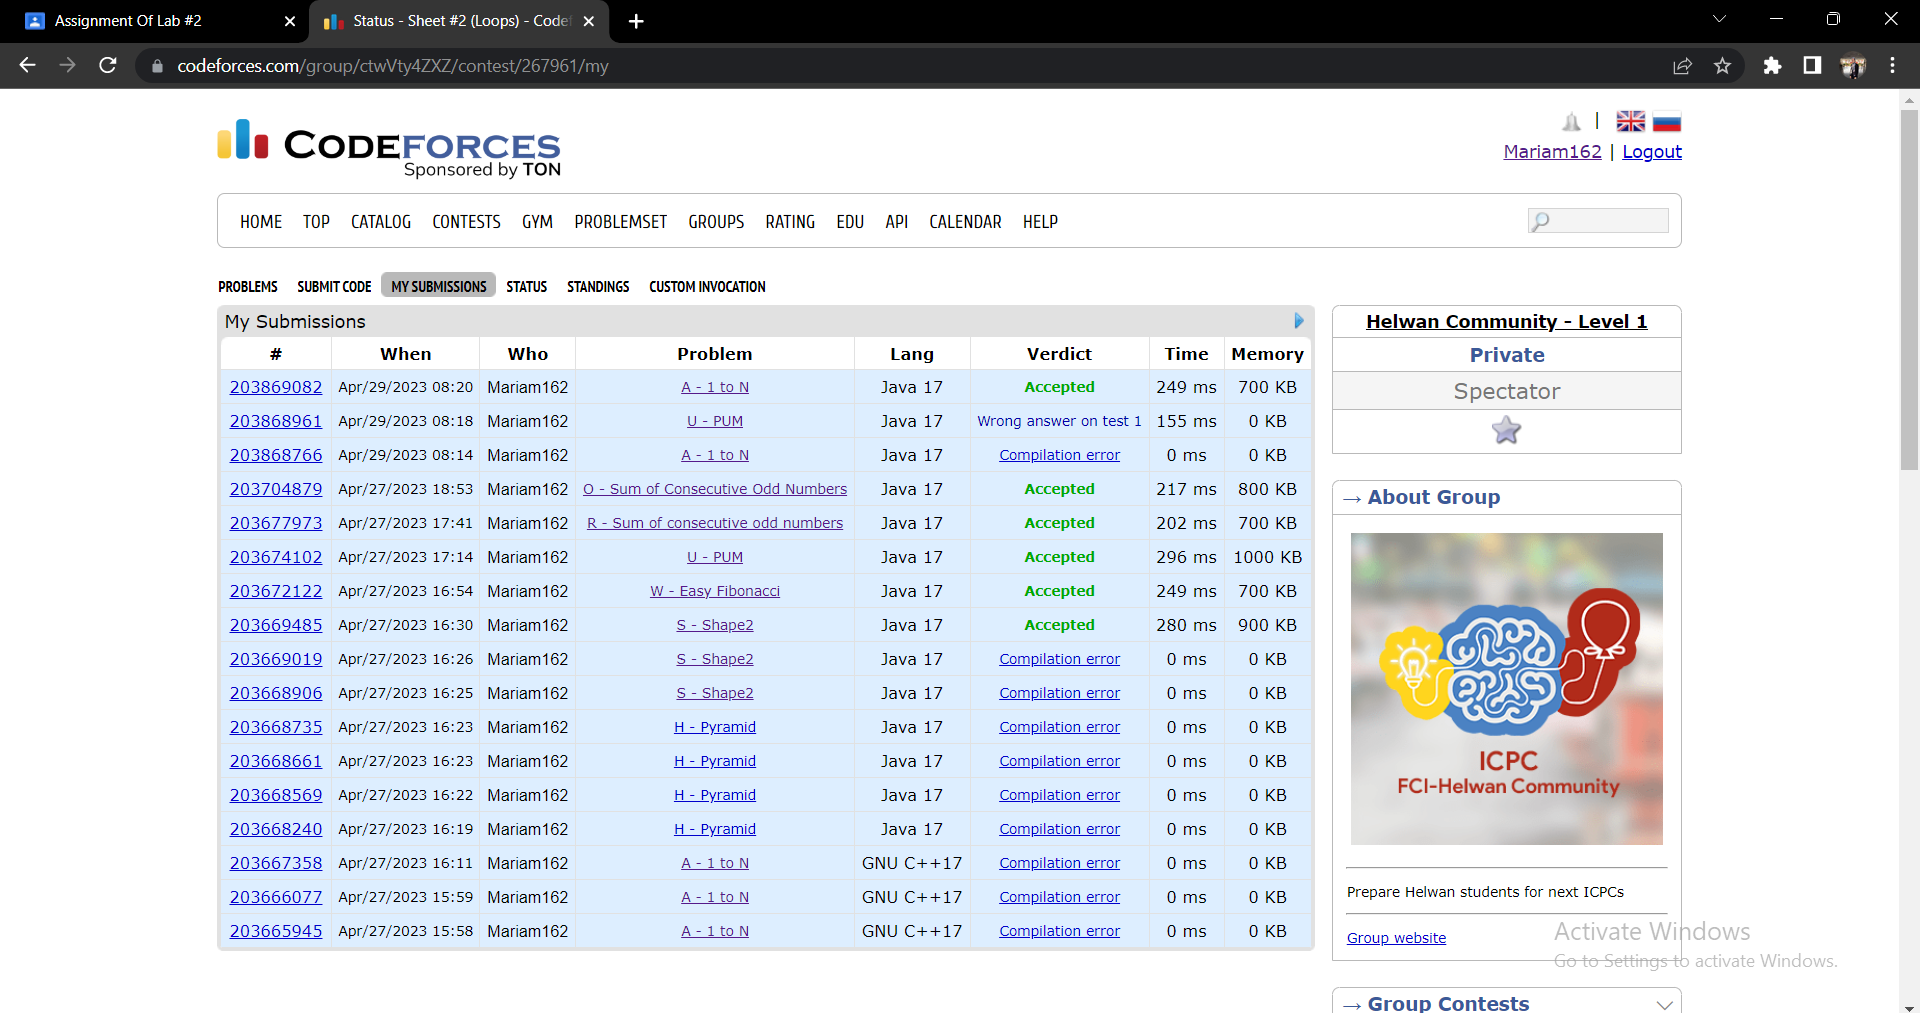 Assignment Of Lab #2
Status - Sheet #2 (Loops) - Codef
codeforces.com/group/ctwVty4ZXZ/contest/267961/my
CODEFORCES
Sponsored by TON
Mariam162 | Logout
HOME TOP CATALOG CONTESTS GYM PROBLEMSET GROUPS RATING EDU API CALENDAR HELP
PROBLEMS SUBMIT CODE MY SUBMISSIONS STATUS STANDINGS CUSTOM INVOCATION
My Submissions
# When Who Problem Lang Verdict Time Memory
203869082 Apr/29/2023 08:20 Mariam162 A - 1 to N Java 17 Accepted 249 ms 700 KB
203868961 Apr/29/2023 08:18 Mariam162 U - PUM Java 17 Wrong answer on test 1 155 ms 0 KB
203868766 Apr/29/2023 08:14 Mariam162 A - 1 to N Java 17 Compilation error 0 ms 0 KB
203704879 Apr/27/2023 18:53 Mariam162 O - Sum of Consecutive Odd Numbers Java 17 Accepted 217 ms 800 KB
203677973 Apr/27/2023 17:41 Mariam162 R - Sum of consecutive odd numbers Java 17 Accepted 202 ms 700 KB
203674102 Apr/27/2023 17:14 Mariam162 U - PUM Java 17 Accepted 296 ms 1000 KB
203672122 Apr/27/2023 16:54 Mariam162 W - Easy Fibonacci Java 17 Accepted 249 ms 700 KB
203669485 Apr/27/2023 16:30 Mariam162 S - Shape2 Java 17 Accepted 280 ms 900 KB
203669019 Apr/27/2023 16:26 Mariam162 S - Shape2 Java 17 Compilation error 0 ms 0 KB
203668906 Apr/27/2023 16:25 Mariam162 S - Shape2 Java 17 Compilation error 0 ms 0 KB
203668735 Apr/27/2023 16:23 Mariam162 H - Pyramid Java 17 Compilation error 0 ms 0 KB
203668661 Apr/27/2023 16:23 Mariam162 H - Pyramid Java 17 Compilation error 0 ms 0 KB
203668569 Apr/27/2023 16:22 Mariam162 H - Pyramid Java 17 Compilation error 0 ms 0 KB
203668240 Apr/27/2023 16:19 Mariam162 H - Pyramid Java 17 Compilation error 0 ms 0 KB
203667358 Apr/27/2023 16:11 Mariam162 A - 1 to N GNU C++17 Compilation error 0 ms 0 KB
203666077 Apr/27/2023 15:59 Mariam162 A - 1 to N GNU C++17 Compilation error 0 ms 0 KB
203665945 Apr/27/2023 15:58 Mariam162 A - 1 to N GNU C++17 Compilation error 0 ms 0 KB
Helwan Community - Level 1
Private
Spectator
→ About Group
ICPC
FCI-Helwan Community
Prepare Helwan students for next ICPCs
Group website
Activate Windows
Go to Settings to activate Windows.
→ Group Contests